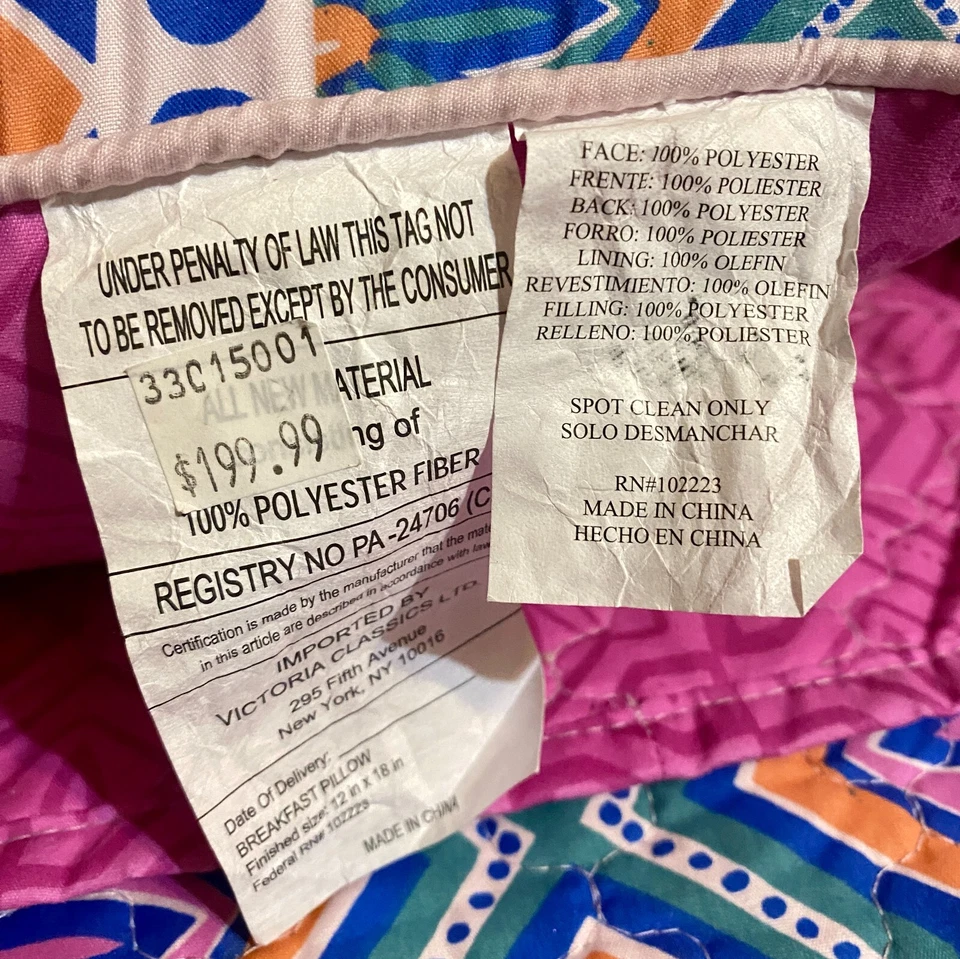 UNDER PENALTY OF LAW THIS TAG NOT
TO BE REMOVED EXCEPT BY THE CONSUMER
33C15001
ALL NEW MATERIAL
$199.99
ng of
100% POLYESTER FIBER
REGISTRY NO PA-24706 (C
Certification is made by the manufacturer that the mate
in this article are described in accordance with law
IMPORTED BY
VICTORIA CLASSICS LTD.
295 Fifth Avenue
New York, NY 10016
Date Of Delivery:
BREAKFAST PILLOW
Finished size: 12 in x 18 in
Federal RN# 102223
MADE IN CHINA
FACE: 100% POLYESTER
FRENTE: 100% POLIESTER
BACK: 100% POLYESTER
FORRO: 100% POLIESTER
LINING: 100% OLEFIN
REVESTIMIENTO: 100% OLEFIN
FILLING: 100% POLYESTER
RELLENO: 100% POLIESTER
SPOT CLEAN ONLY
SOLO DESMANCHAR
RN#102223
MADE IN CHINA
HECHO EN CHINA